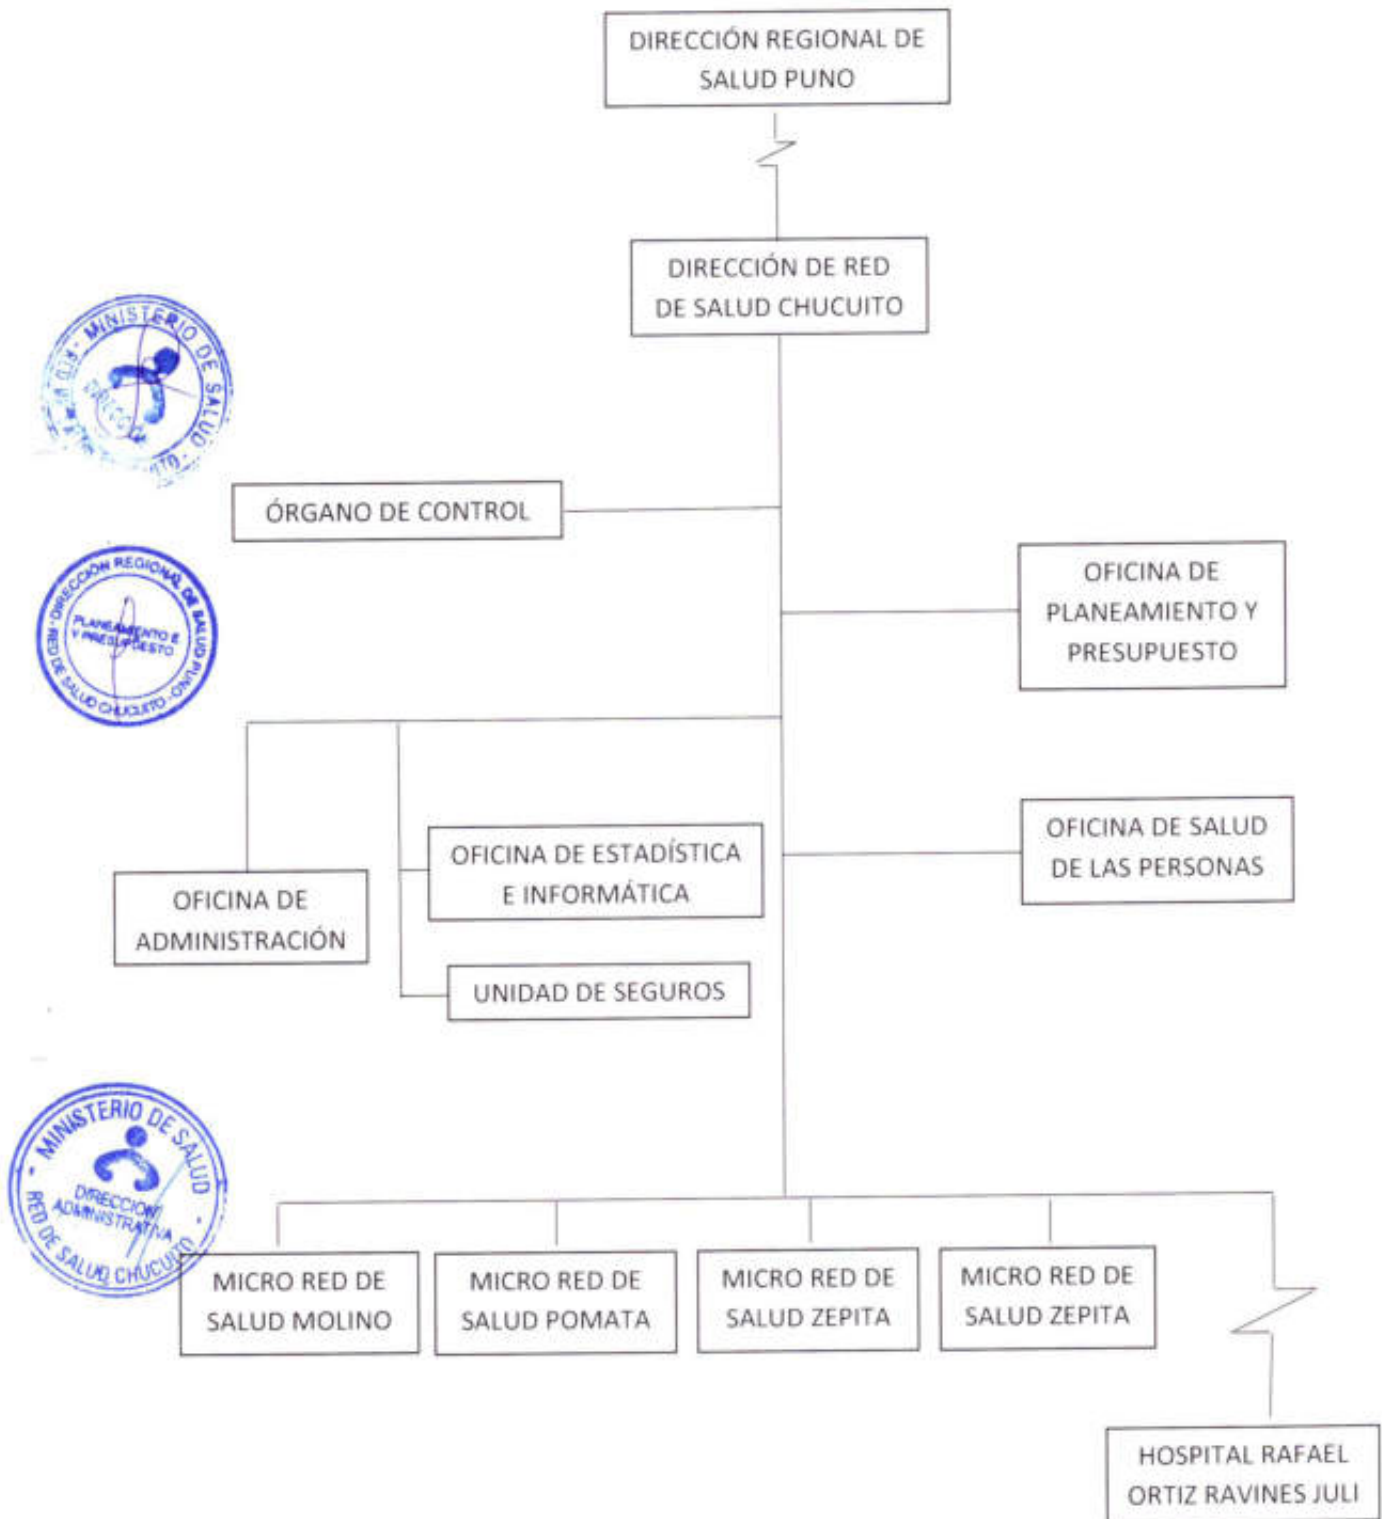 DIRECCIÓN REGIONAL DE
SALUD PUNO
DIRECCIÓN DE RED
DE SALUD CHUCUITO
MINISTERIO DE SALUD
ÓRGANO DE CONTROL
DIRECCIÓN REGIONAL DE SALUD PUNO
PLANEAMIENTO E
Y PRESUPUESTO
RED DE SALUD CHUCUITO
OFICINA DE
PLANEAMIENTO Y
PRESUPUESTO
OFICINA DE
ADMINISTRACIÓN
OFICINA DE ESTADÍSTICA
E INFORMÁTICA
UNIDAD DE SEGUROS
OFICINA DE SALUD
DE LAS PERSONAS
MINISTERIO DE SALUD
DIRECCIÓN
ADMINISTRATIVA
RED DE SALUD CHUCUITO
MICRO RED DE
SALUD MOLINO
MICRO RED DE
SALUD POMATA
MICRO RED DE
SALUD ZEPITA
MICRO RED DE
SALUD ZEPITA
HOSPITAL RAFAEL
ORTIZ RAVINES JULI